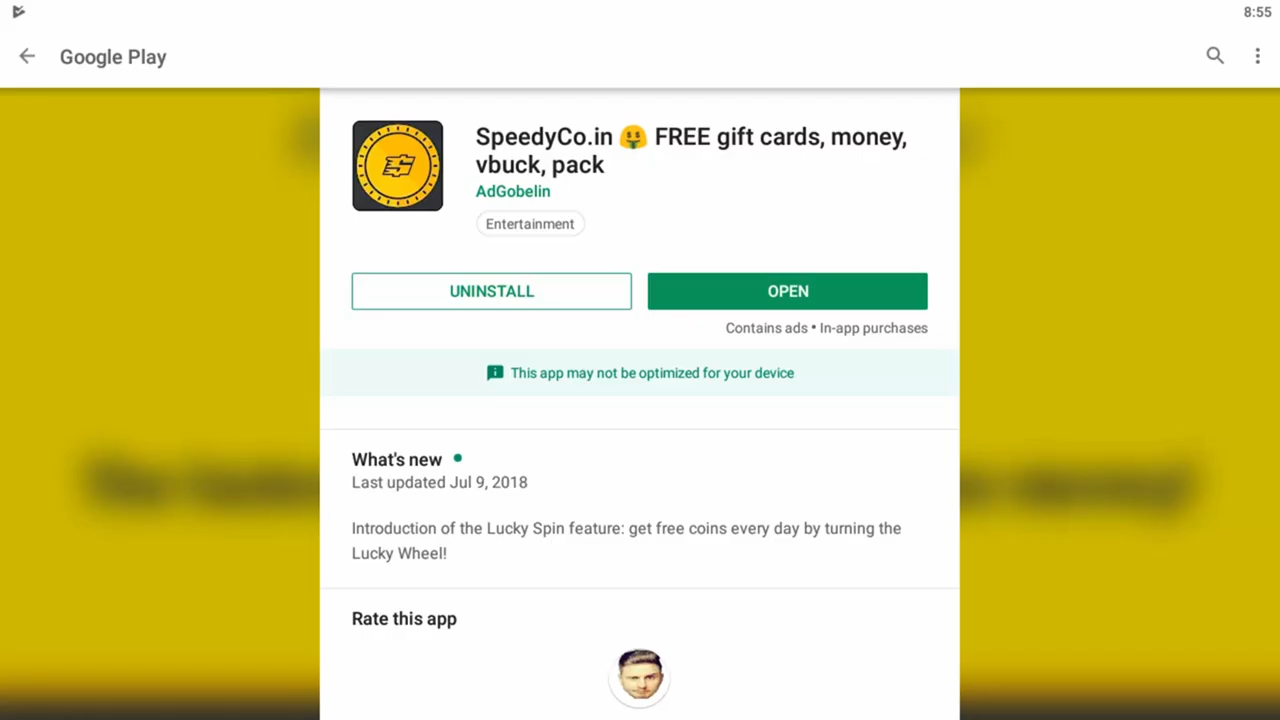 8:55
Google Play
SpeedyCo.in 🤑 FREE gift cards, money,
vbuck, pack
AdGobelin
Entertainment
UNINSTALL
OPEN
Contains ads • In-app purchases
This app may not be optimized for your device
What's new
Last updated Jul 9, 2018
Introduction of the Lucky Spin feature: get free coins every day by turning the
Lucky Wheel!
Rate this app